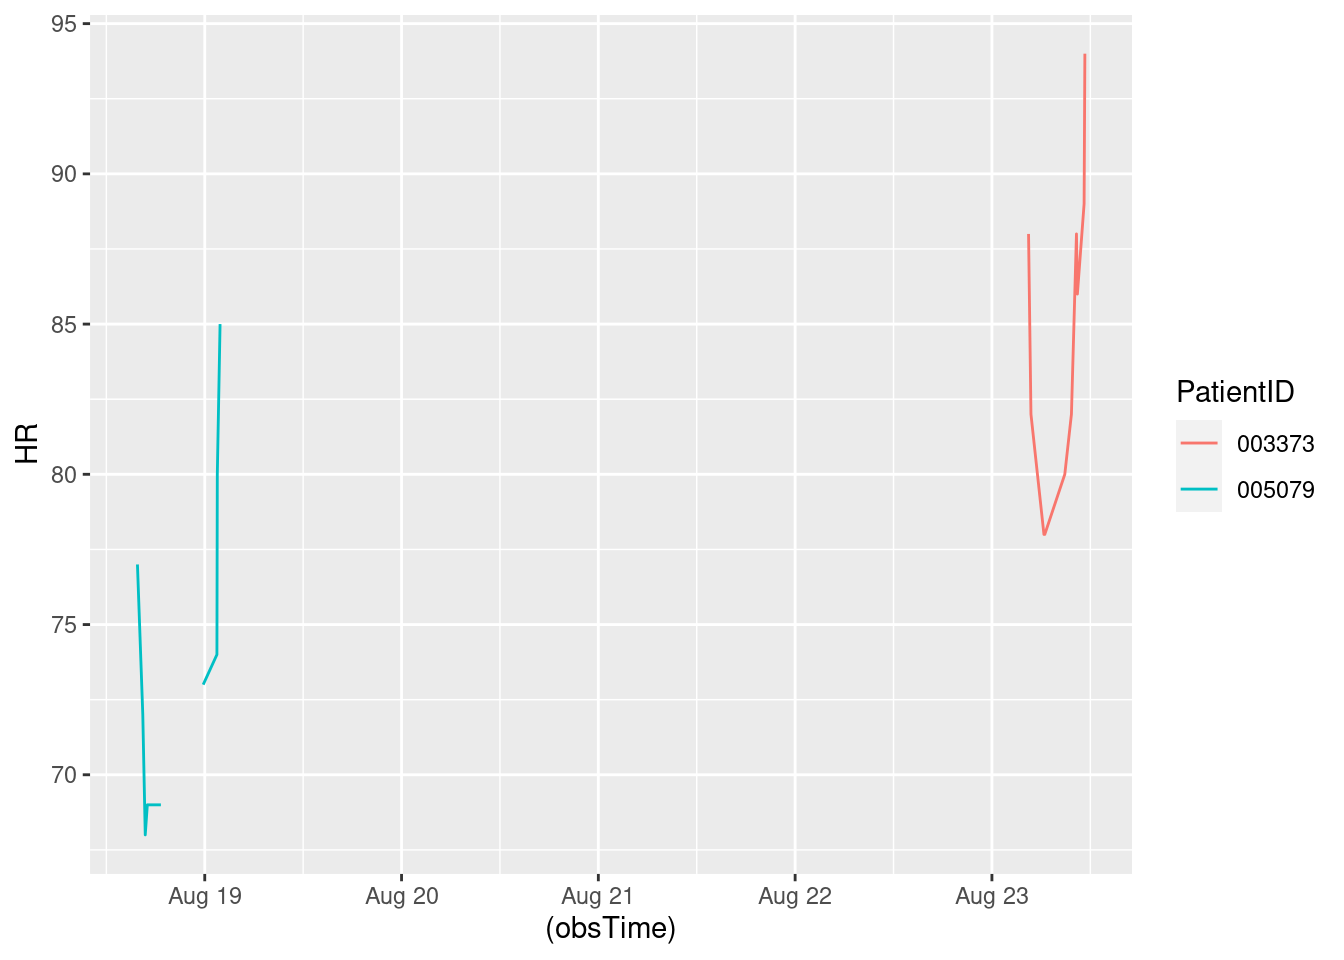 95
90
85
80
75
70
HR
Aug 19
Aug 20
Aug 21
Aug 22
Aug 23
(obsTime)
PatientID
003373
005079